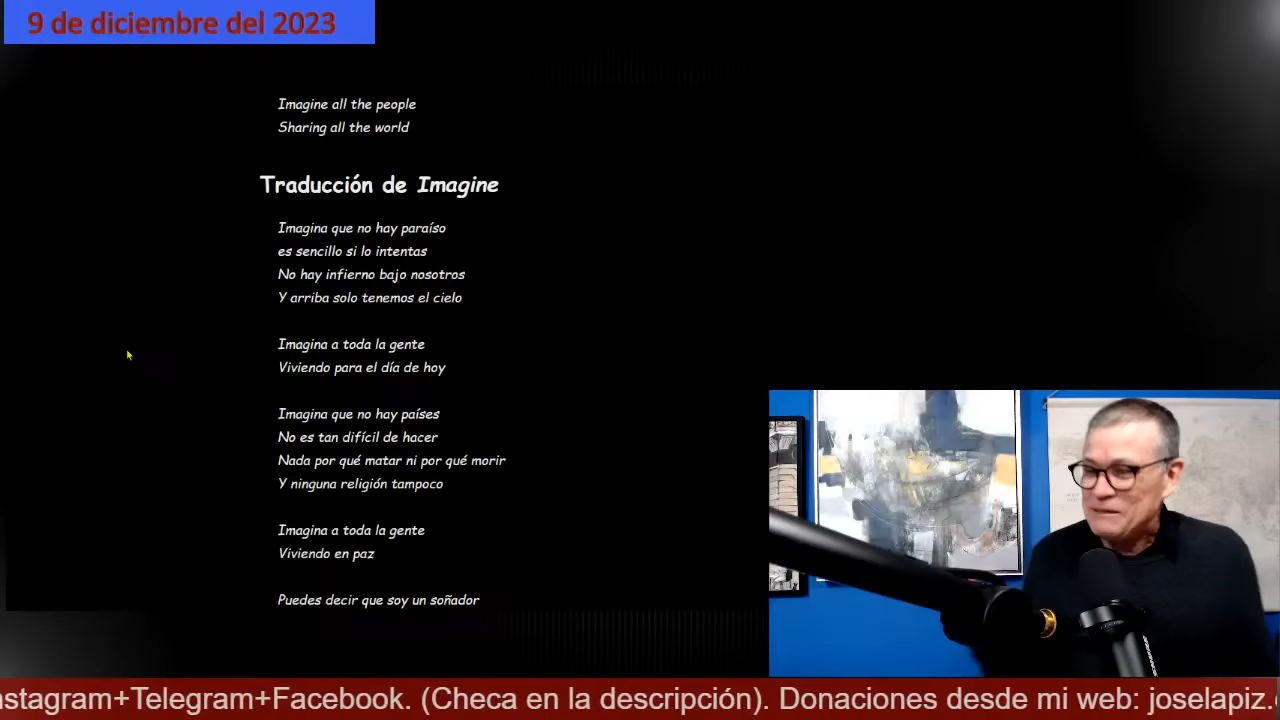 9 de diciembre del 2023
Imagine all the people
Sharing all the world
Traducción de Imagine
Imagina que no hay paraíso
es sencillo si lo intentas
No hay infierno bajo nosotros
Y arriba solo tenemos el cielo
Imagina a toda la gente
Viviendo para el día de hoy
Imagina que no hay países
No es tan difícil de hacer
Nada por qué matar ni por qué morir
Y ninguna religión tampoco
Imagina a toda la gente
Viviendo en paz
Puedes decir que soy un soñador
nstagram+Telegram+Facebook. (Checa en la descripción). Donaciones desde mi web: joselapiz.